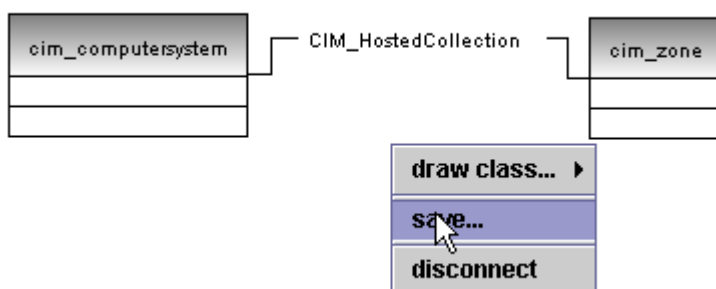 cim_computersystem
CIM_HostedCollection
cim_zone
draw class...
save...
disconnect